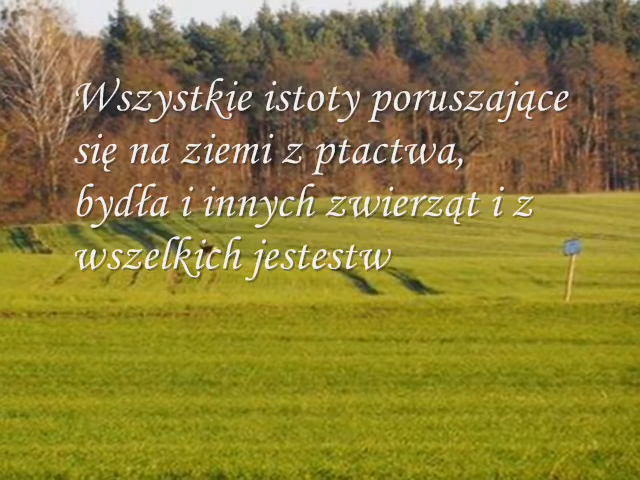 Wszystkie istoty poruszające
się na ziemi z ptactwa,
bydła i innych zwierząt i z
wszelkich jestestw